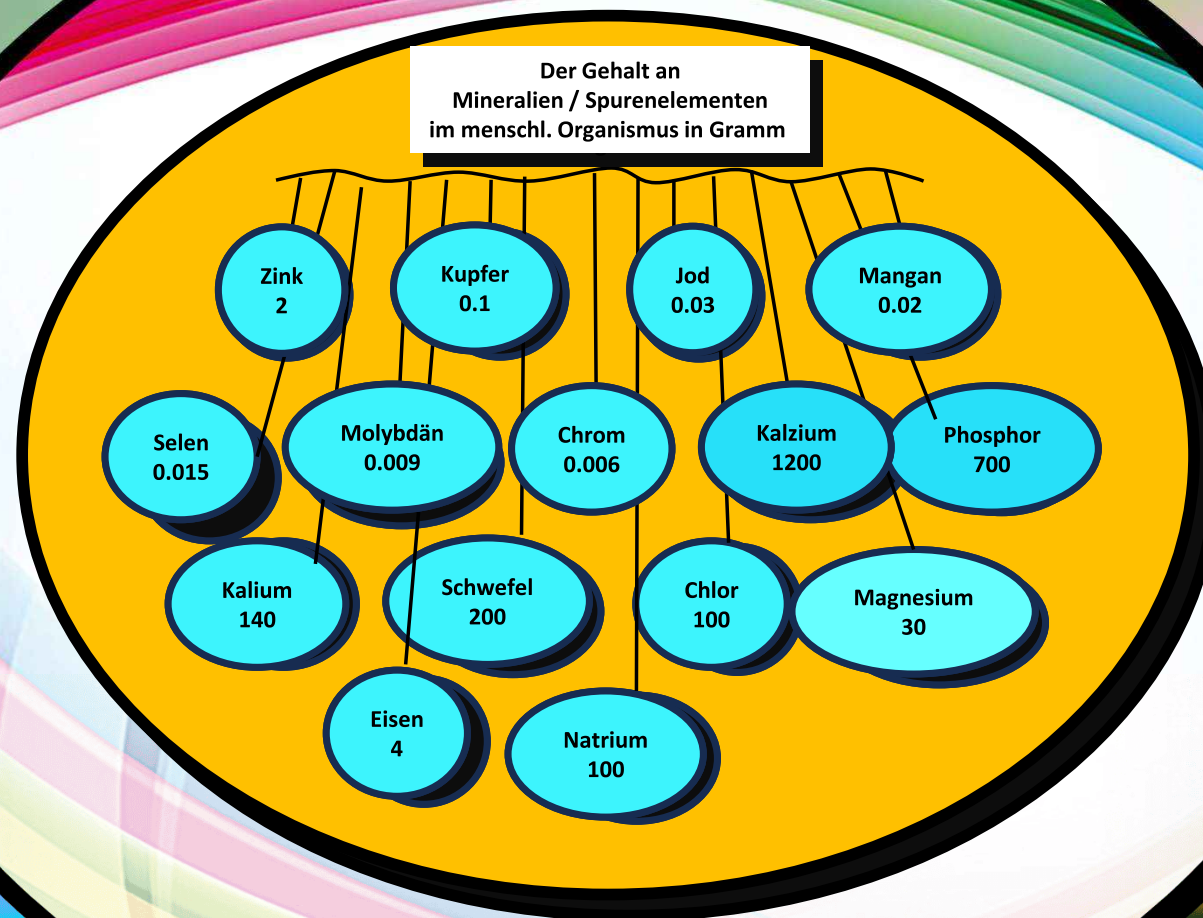 Der Gehalt an
Mineralien / Spurenelementen
im menschl. Organismus in Gramm
Zink
2
Kupfer
0.1
Jod
0.03
Mangan
0.02
Selen
0.015
Molybdän
0.009
Chrom
0.006
Kalzium
1200
Phosphor
700
Kalium
140
Schwefel
200
Chlor
100
Magnesium
30
Eisen
4
Natrium
100